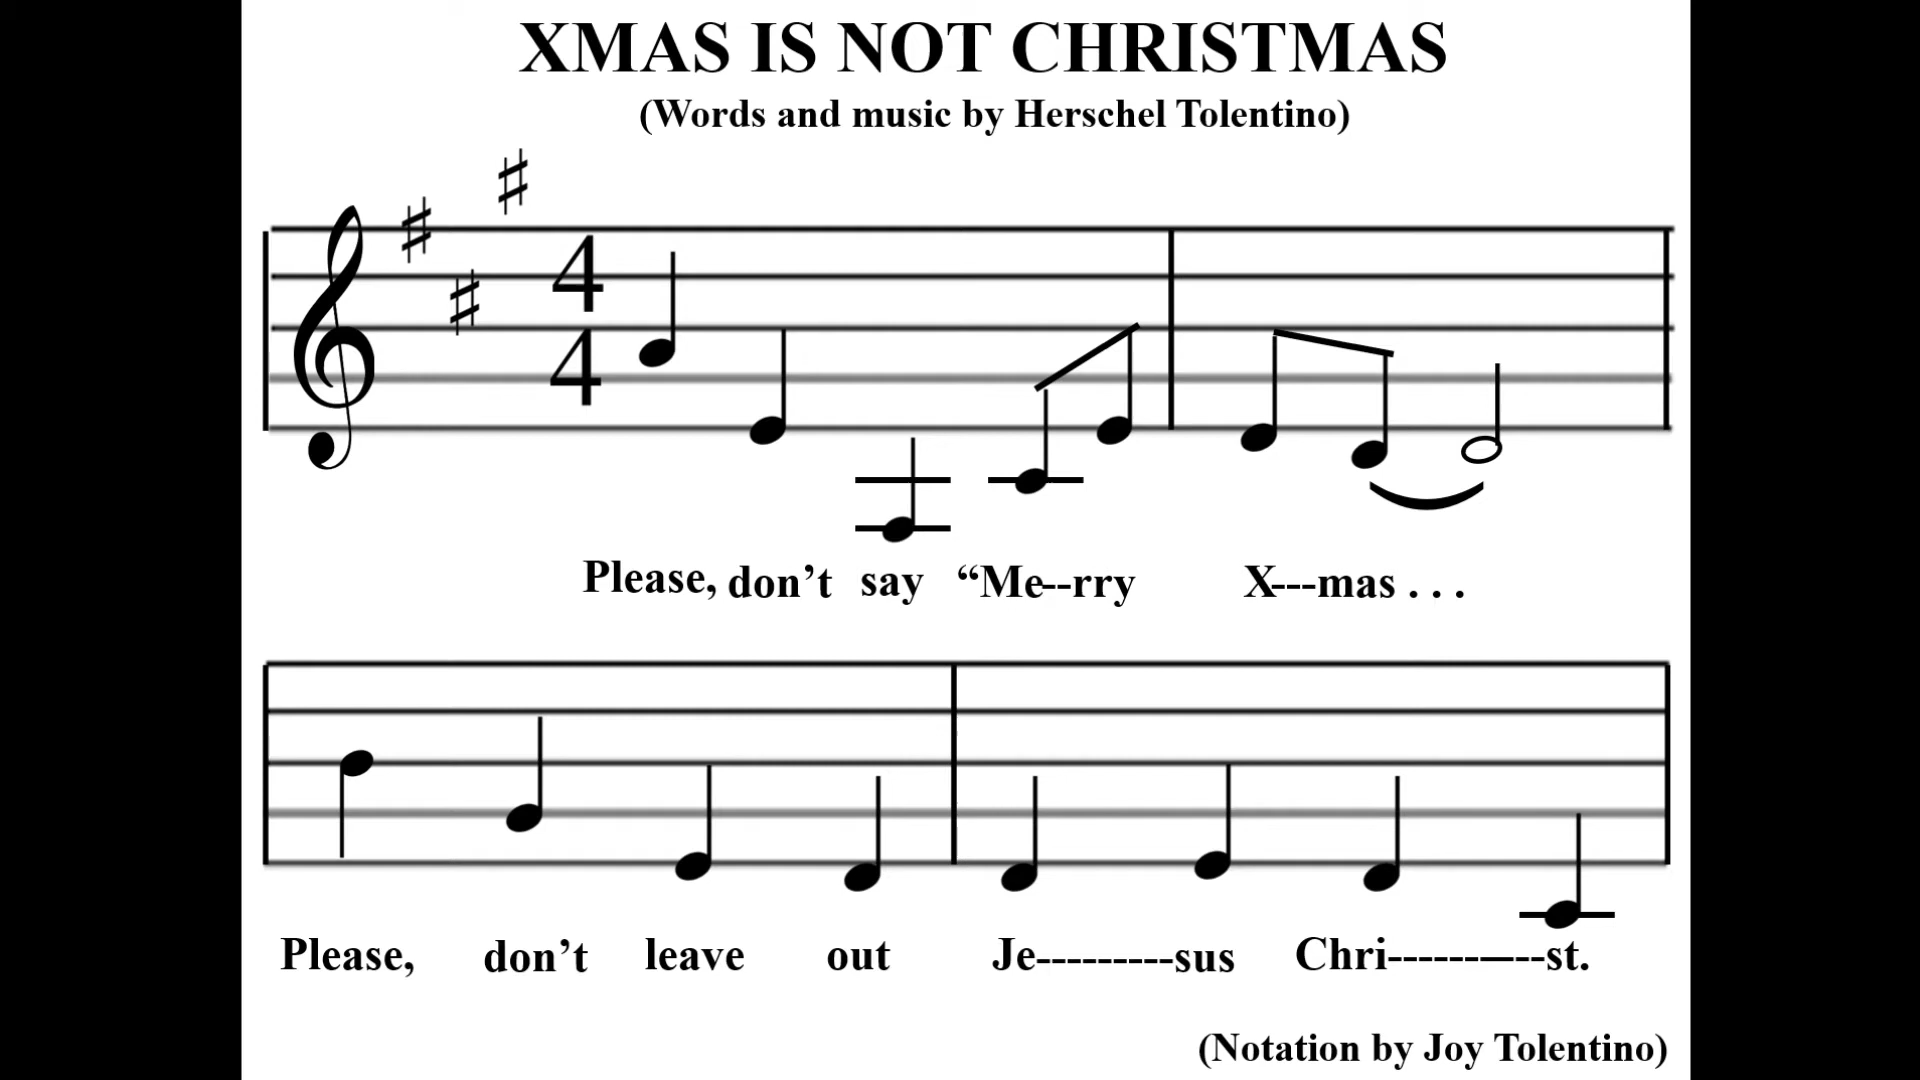 XMAS IS NOT CHRISTMAS
(Words and music by Herschel Tolentino)
4
4
Please, don’t say “Me--rry X---mas . . .
Please, don’t leave out Je---------sus Chri----------st.
(Notation by Joy Tolentino)